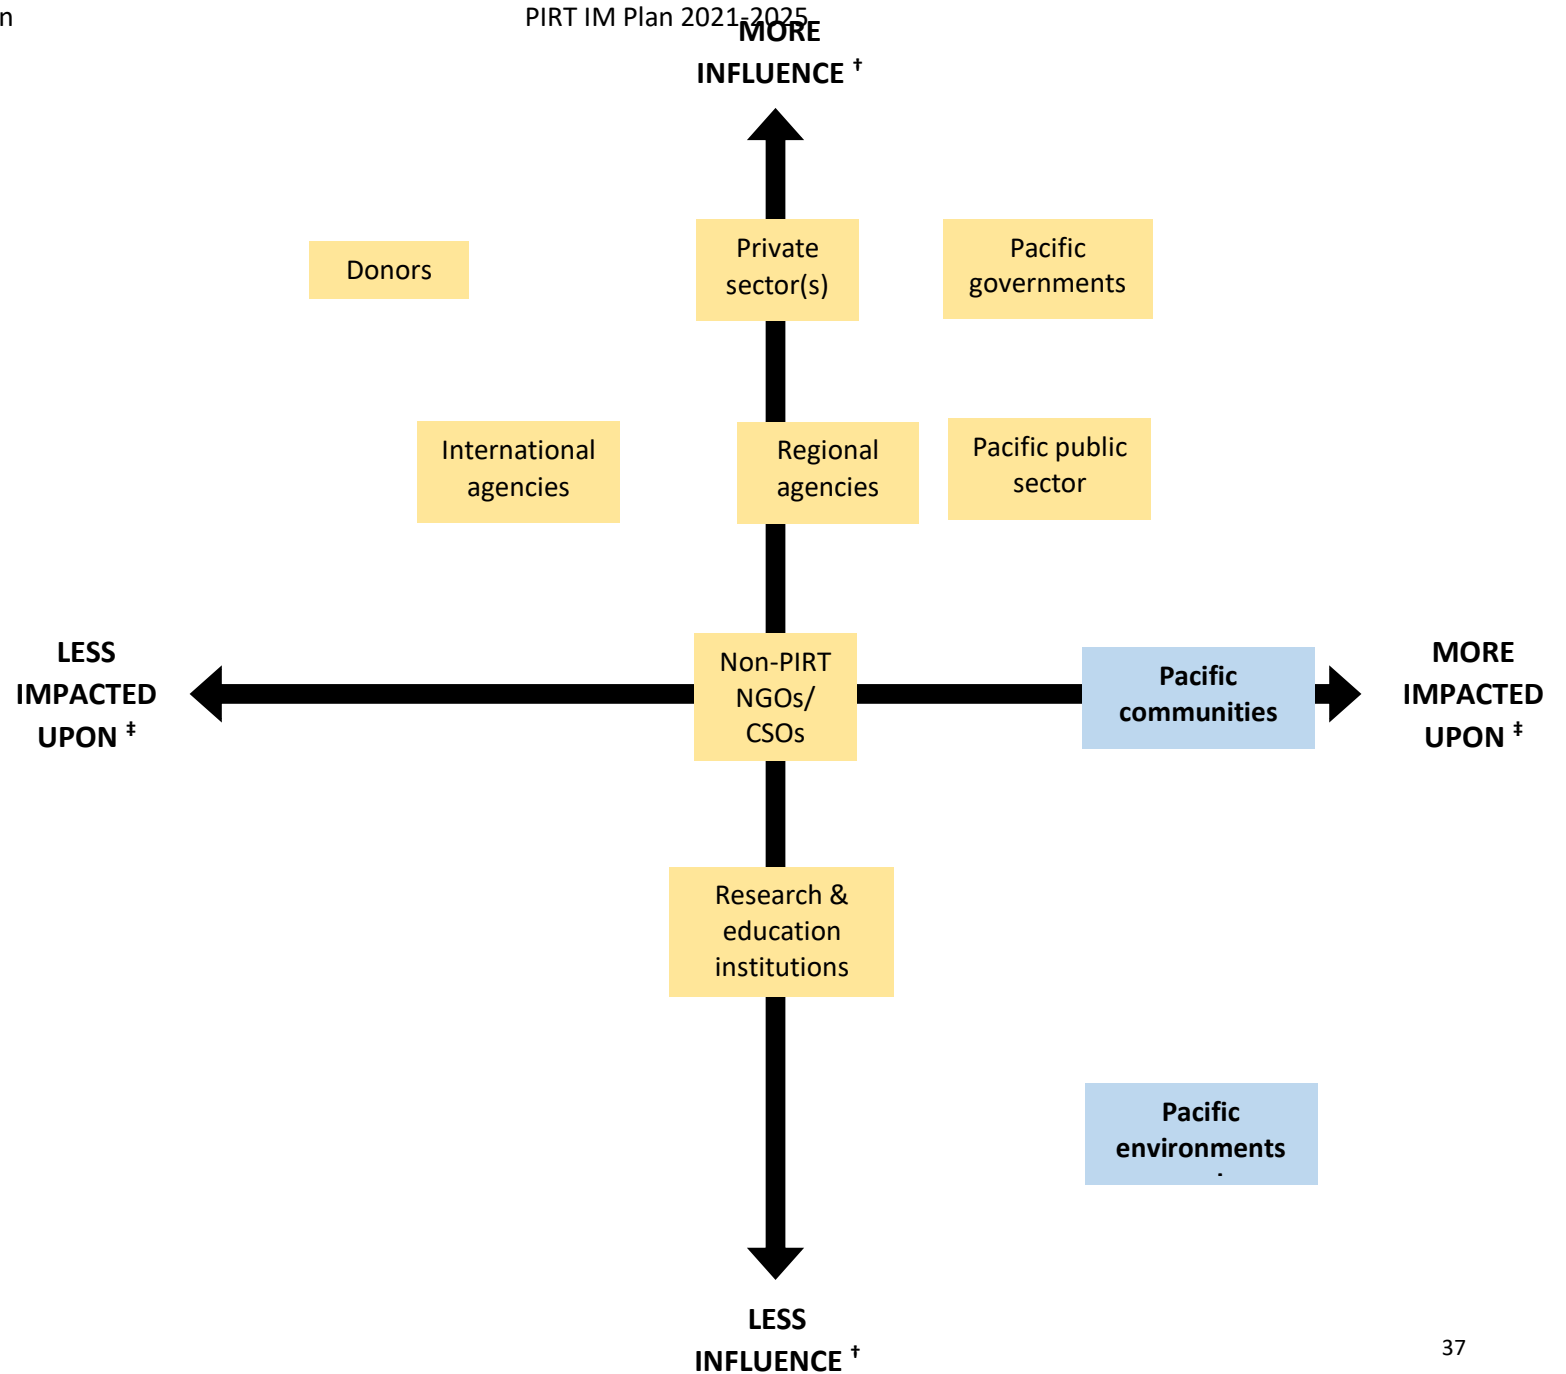 n
PIRT IM Plan 2021-2025
MORE
INFLUENCE †
Donors
Private
sector(s)
Pacific
governments
International
agencies
Regional
agencies
Pacific public
sector
LESS
IMPACTED
UPON ‡
Non-PIRT
NGOs/
CSOs
Pacific
communities
MORE
IMPACTED
UPON ‡
Research &
education
institutions
Pacific
environments
LESS
INFLUENCE †
37